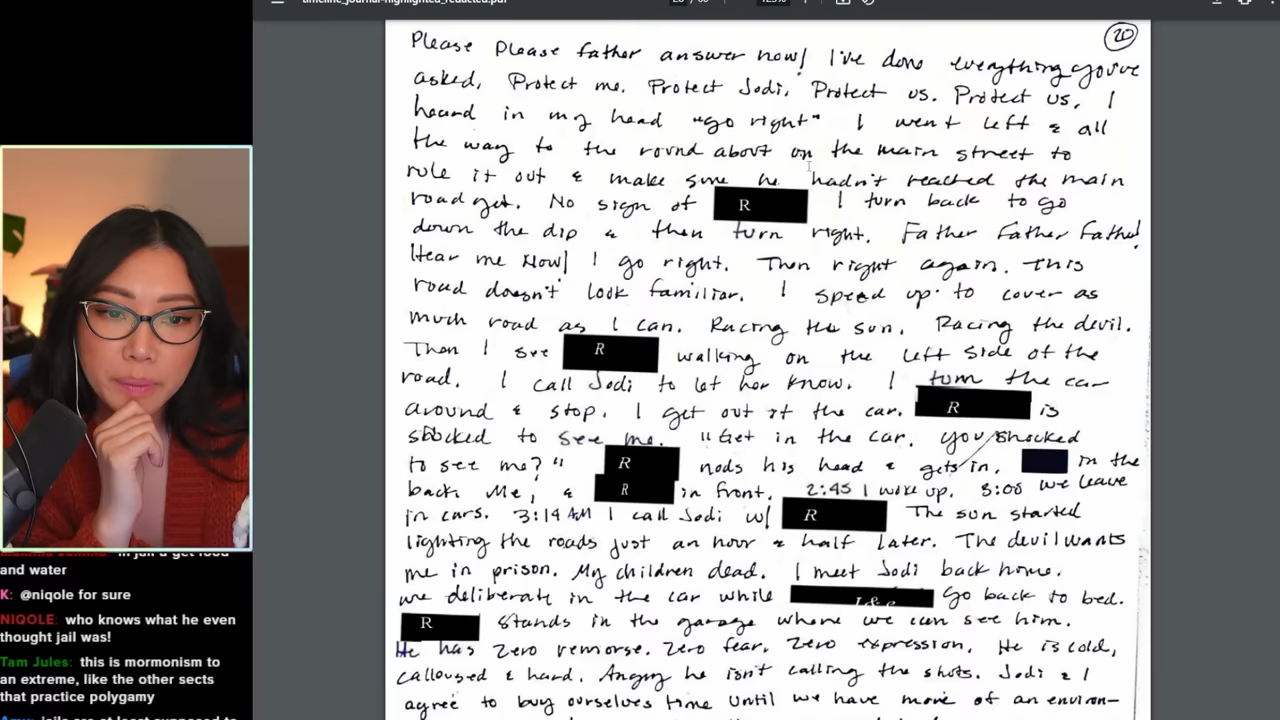 timeline_journal-highlighted_redacted.pdf
20
Please Please father answer now! I've done everything you've
asked, Protect me. Protect Jodi. Protect us. Protect us. I
heard in my head "go right" I went left & all
the way to the round about on the main street to
rule it out & make sure he hadn't reached the main
road yet. No sign of R I turn back to go
down the dip & then turn right. Father Father Father!
Hear me Now! I go right. Then right again. This
road doesn't look familiar. I speed up to cover as
much road as I can. Racing the sun. Racing the devil.
Then I see R walking on the left side of the
road. I call Jodi to let her know. I turn the car
around & stop. I get out of the car. R is
shocked to see me. "Get in the car. You shocked
to see me?" R nods his head & gets in. in the
back. Me, & R in front. 2:45 I woke up. 3:00 we leave
in cars. 3:14 AM I call Jodi w/ R The sun started
lighting the roads just an hour & half later. The devil wants
me in prison. My children dead. I meet Jodi back home.
we deliberate in the car while go back to bed.
R stands in the garage where we can see him.
He has zero remorse. Zero fear. Zero expression. He is cold,
calloused & hard. Angry he isn't calling the shots. Jodi & I
agree to buy ourselves time until we have more of an environ-
and water
K: @niqole for sure
NIQOLE: who knows what he even
thought jail was!
Tam Jules: this is mormonism to
an extreme, like the other sects
that practice polygamy